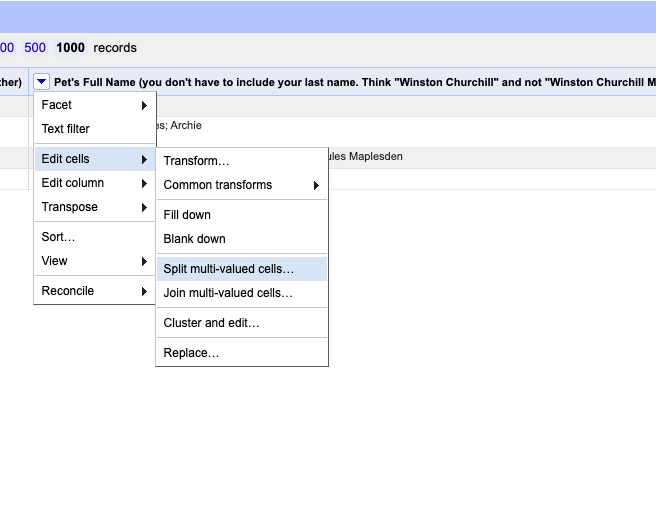 00 500 1000 records
her) Pet's Full Name (you don't have to include your last name. Think "Winston Churchill" and not "Winston Churchill M
Facet
Text filter
es; Archie
Edit cells
Transform…
ules Maplesden
Edit column
Common transforms
Transpose
Fill down
Sort…
Blank down
View
Split multi-valued cells…
Reconcile
Join multi-valued cells…
Cluster and edit…
Replace…